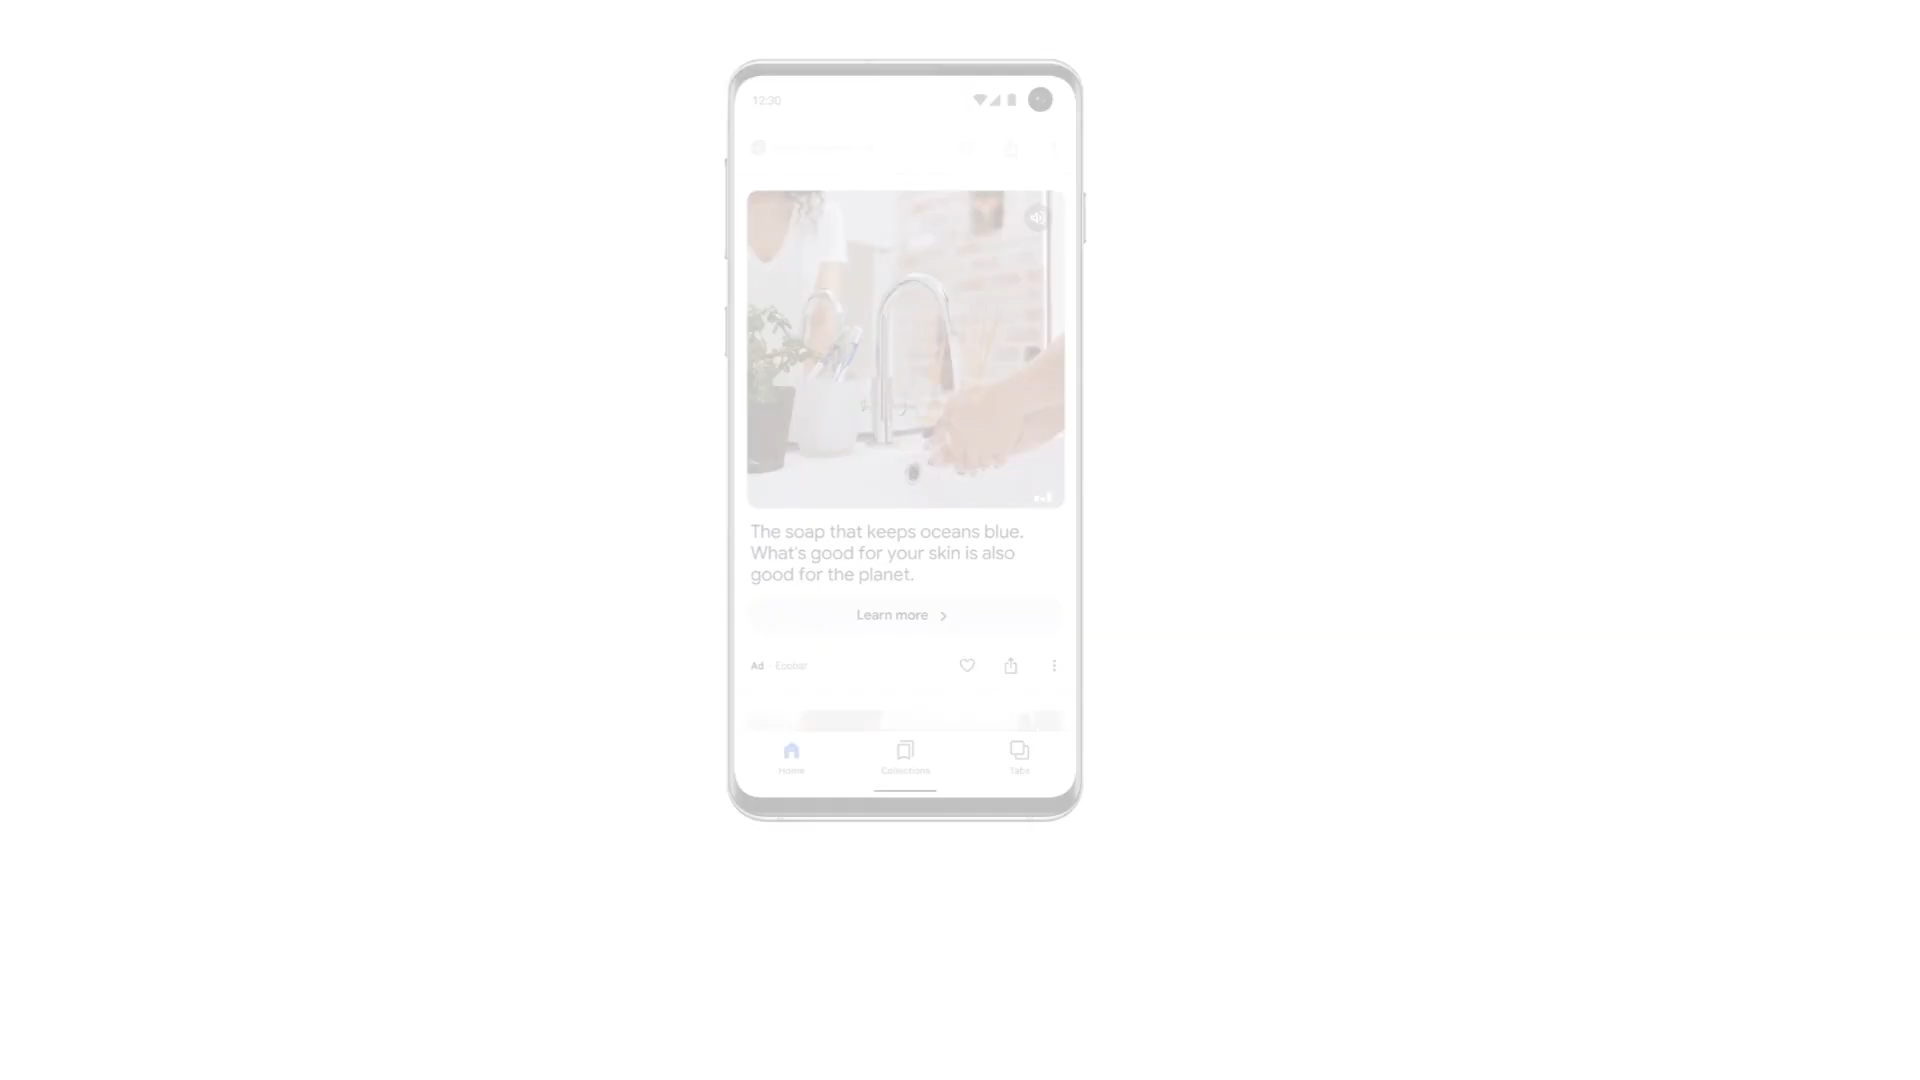 12:30
The soap that keeps oceans blue.
What's good for your skin is also
good for the planet.
Learn more
Ad · Ecobar
Home
Collections
Tabs